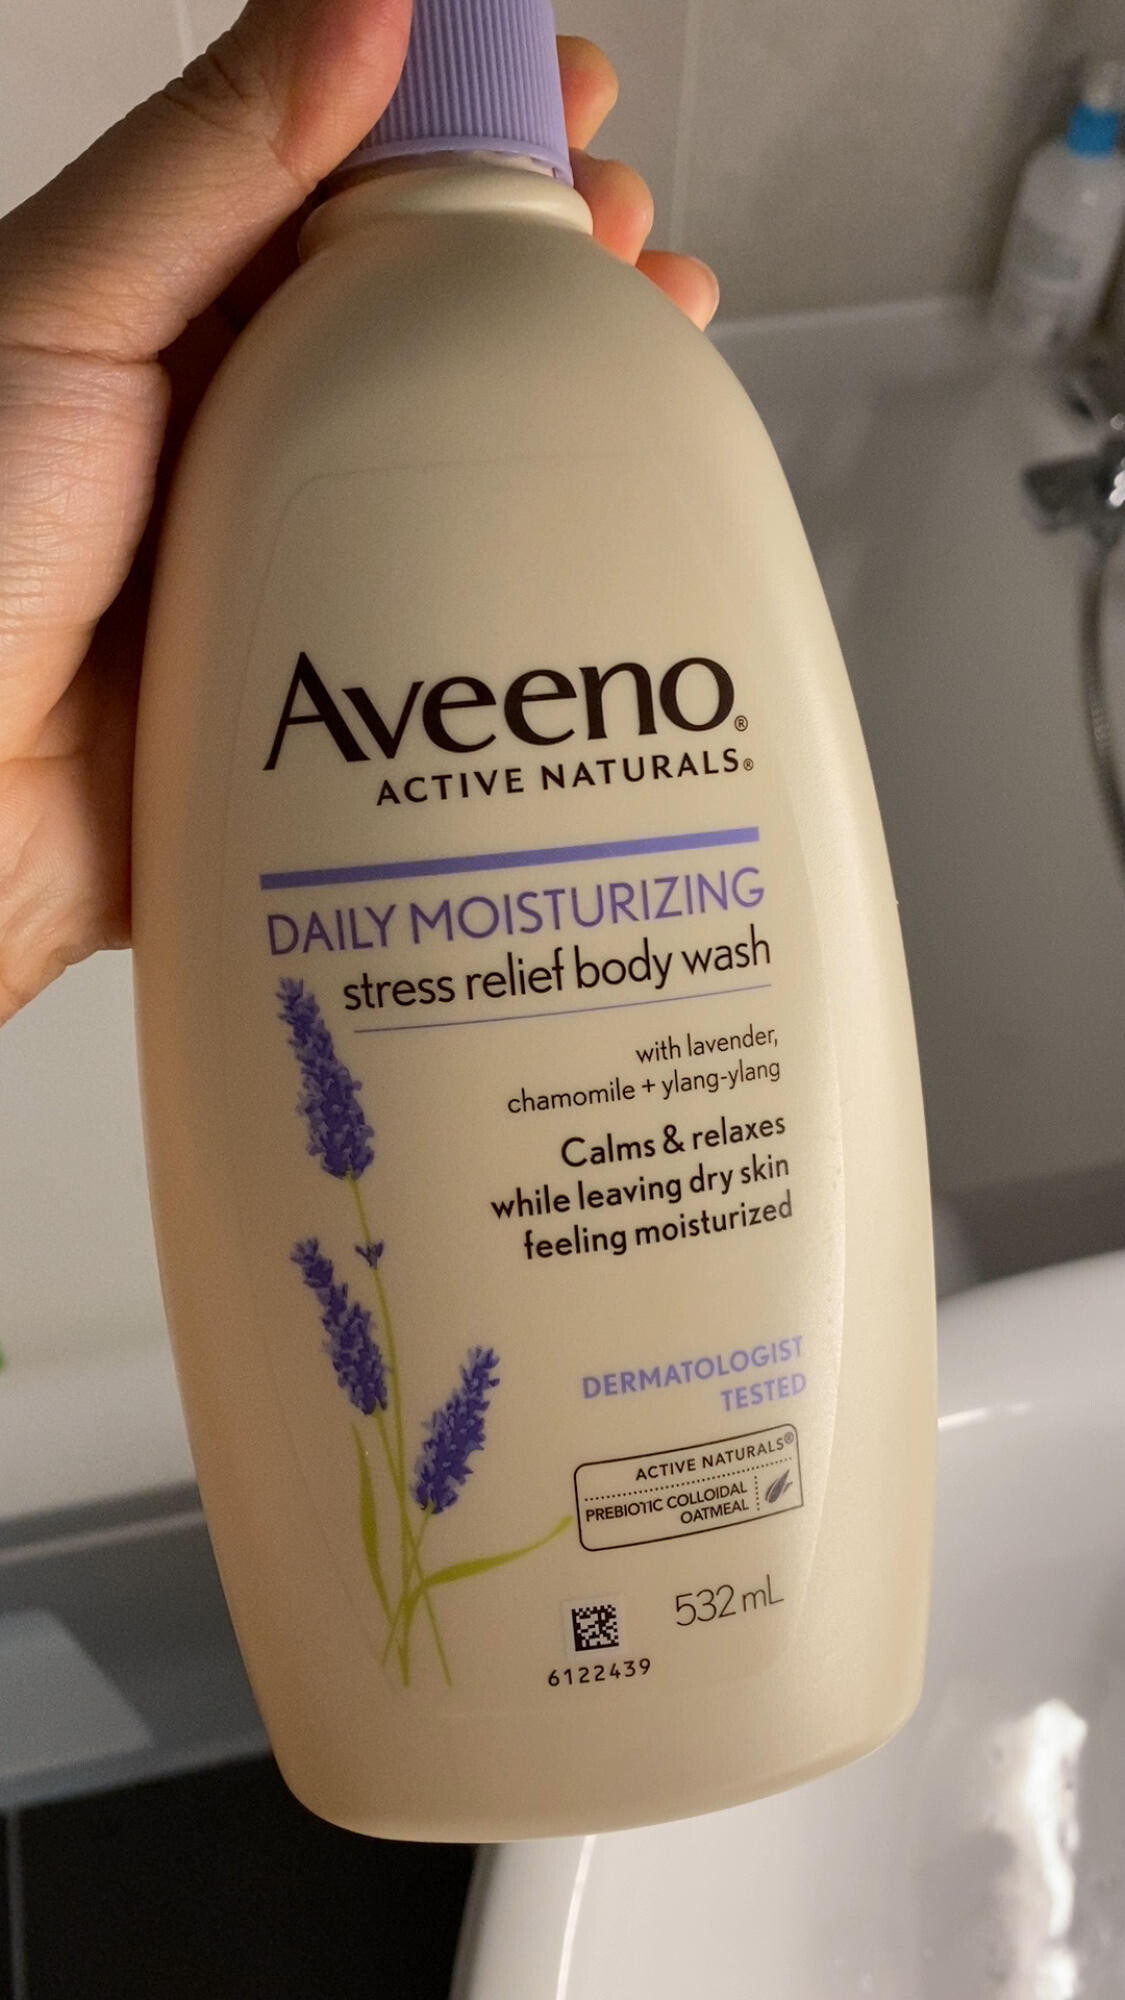 Aveeno®
ACTIVE NATURALS®
DAILY MOISTURIZING
stress relief body wash
with lavender,
chamomile + ylang-ylang
Calms & relaxes
while leaving dry skin
feeling moisturized
DERMATOLOGIST
TESTED
ACTIVE NATURALS®
PREBIOTIC COLLOIDAL
OATMEAL
532 mL
6122439